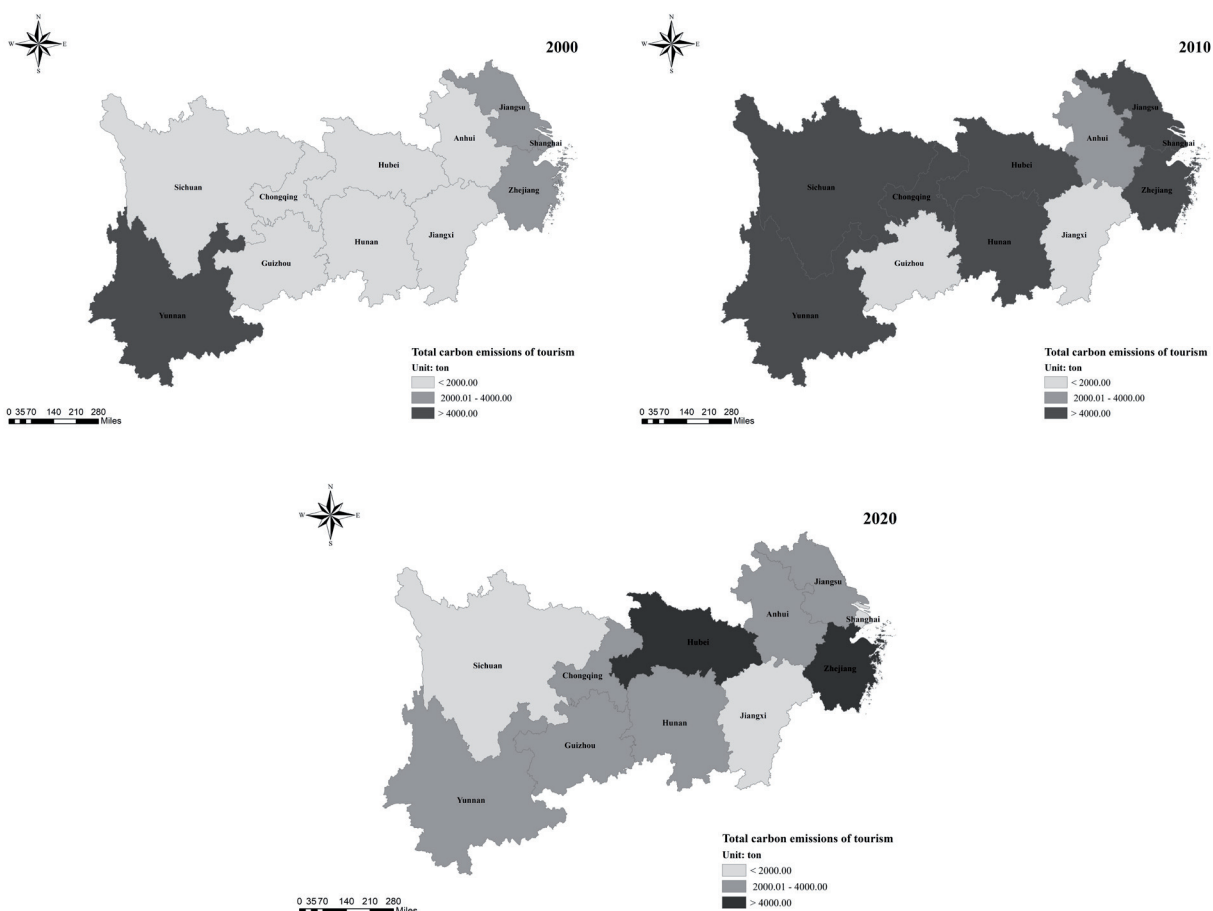 N
W E
S
2000
Jiangsu
Anhui
Shanghai
Hubei
Sichuan
Chongqing
Zhejiang
Jiangxi
Hunan
Guizhou
Yunnan
Total carbon emissions of tourism
Unit: ton
< 2000.00
2000.01 - 4000.00
> 4000.00
0 35 70 140 210 280
Miles
N
W E
S
2010
Jiangsu
Anhui
Shanghai
Hubei
Sichuan
Chongqing
Zhejiang
Jiangxi
Hunan
Guizhou
Yunnan
Total carbon emissions of tourism
Unit: ton
< 2000.00
2000.01 - 4000.00
> 4000.00
0 35 70 140 210 280
Miles
N
W E
S
2020
Jiangsu
Anhui
Shanghai
Hubei
Sichuan
Zhejiang
Chongqing
Jiangxi
Hunan
Guizhou
Yunnan
Total carbon emissions of tourism
Unit: ton
< 2000.00
2000.01 - 4000.00
> 4000.00
0 35 70 140 210 280
Miles